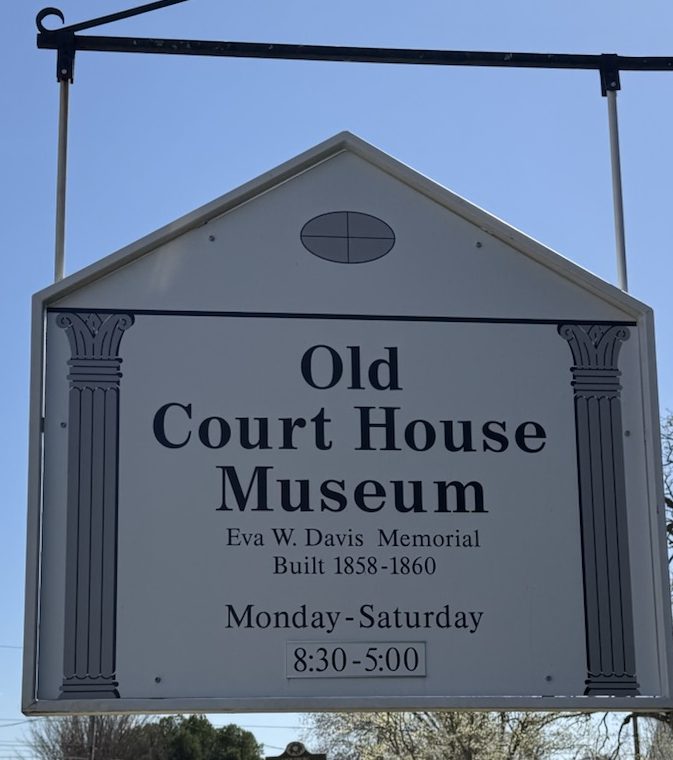 Old
Court House
Museum
Eva W. Davis Memorial
Built 1858-1860
Monday-Saturday
8:30-5:00